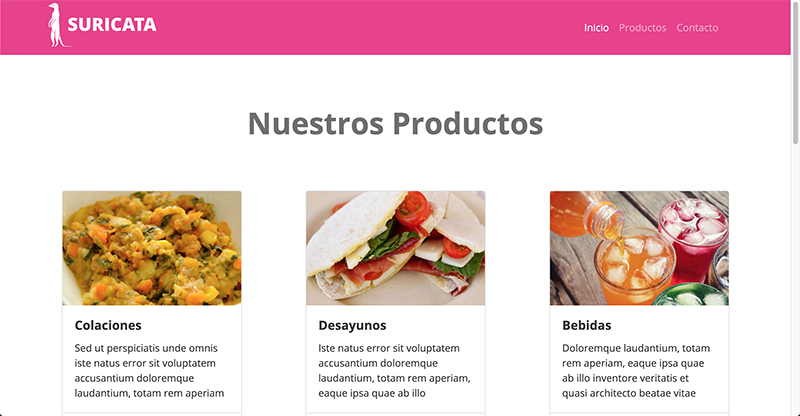 SURICATA
Inicio Productos Contacto
Nuestros Productos
Colaciones
Sed ut perspiciatis unde omnis
iste natus error sit voluptatem
accusantium doloremque
laudantium, totam rem aperiam
Desayunos
Iste natus error sit voluptatem
accusantium doloremque
laudantium, totam rem aperiam,
eaque ipsa quae ab illo
Bebidas
Doloremque laudantium, totam
rem aperiam, eaque ipsa quae
ab illo inventore veritatis et
quasi architecto beatae vitae